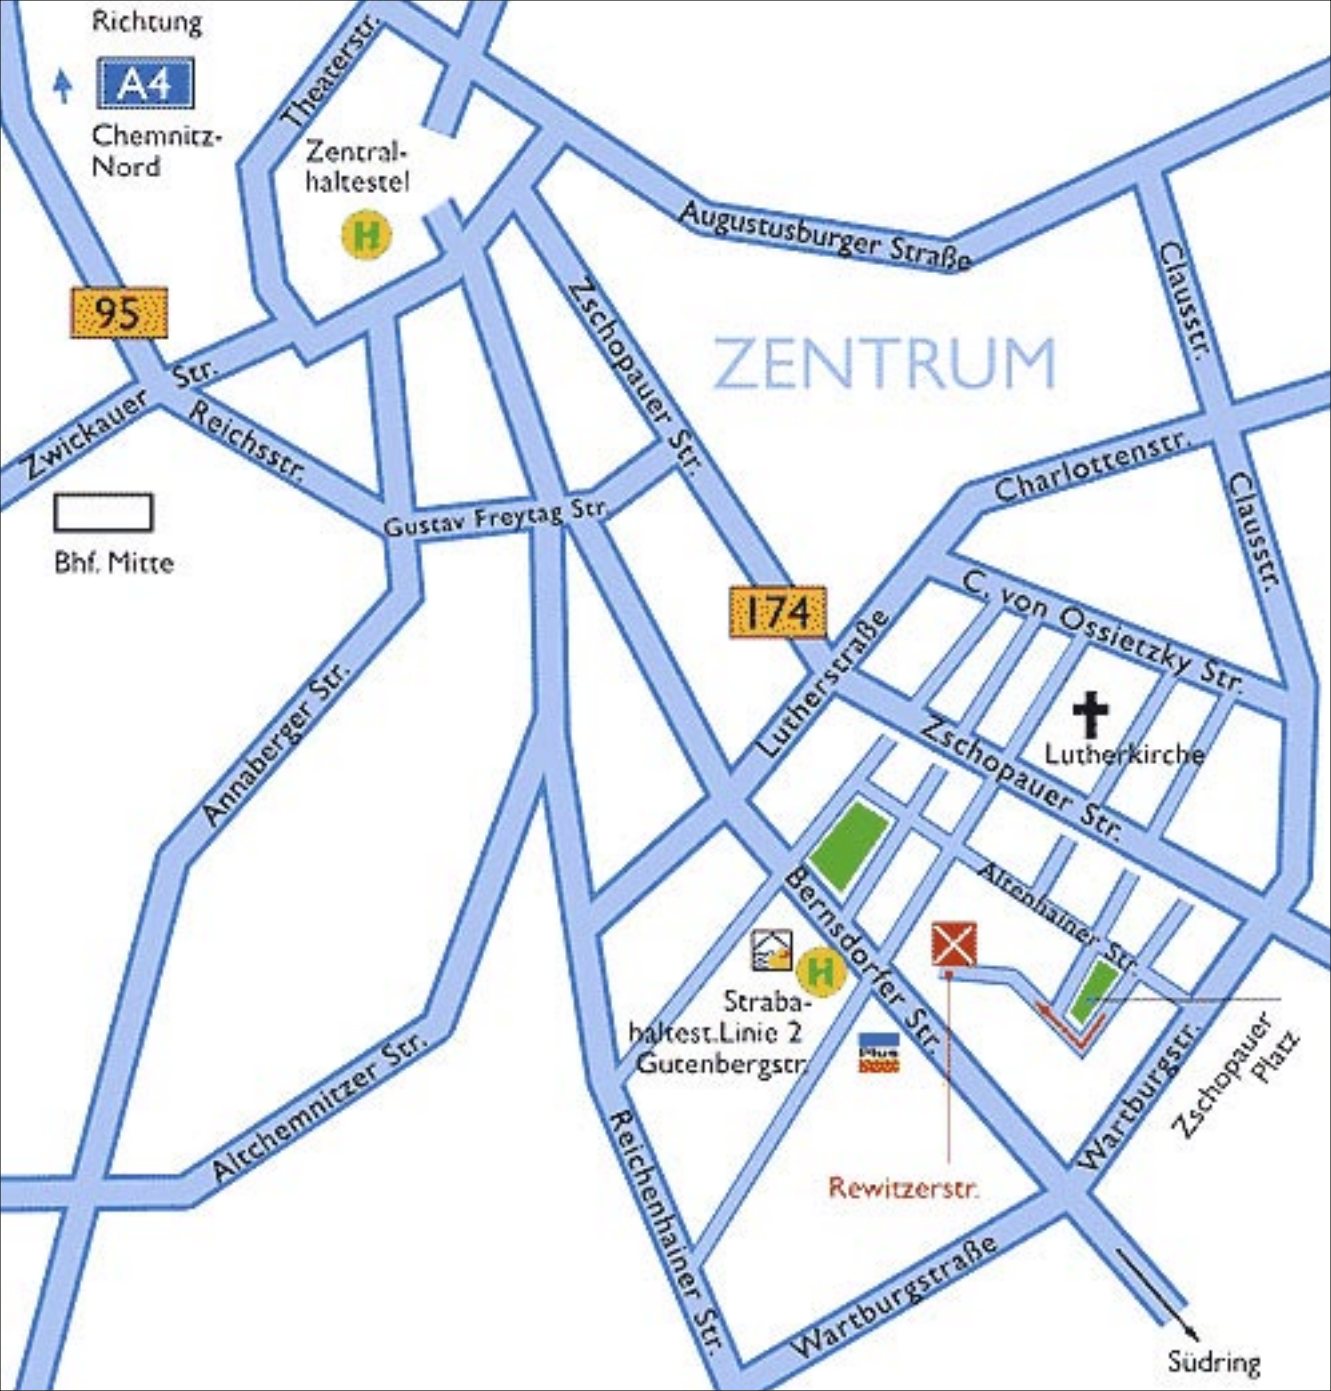 Richtung
A4
Chemnitz-
Nord
Theaterstr.
Zentral-
haltestel
H
Augustusburger Straße
Clausstr.
95
Zschopauer Str.
ZENTRUM
Zwickauer Str.
Reichsstr.
Charlottenstr.
Gustav Freytag Str.
Clausstr.
Bhf. Mitte
174
C. von Ossietzky Str.
Lutherstraße
Annaberger Str.
Lutherkirche
Zschopauer Str.
Altenhainer Str.
Bernsdorfer Str.
H
Straba-
haltest.Linie 2
Gutenbergstr.
Plus
Zschopauer
Platz
Wartburgstr.
Altchemnitzer Str.
Reichenhainer Str.
Rewitzerstr.
Wartburgstraße
Südring